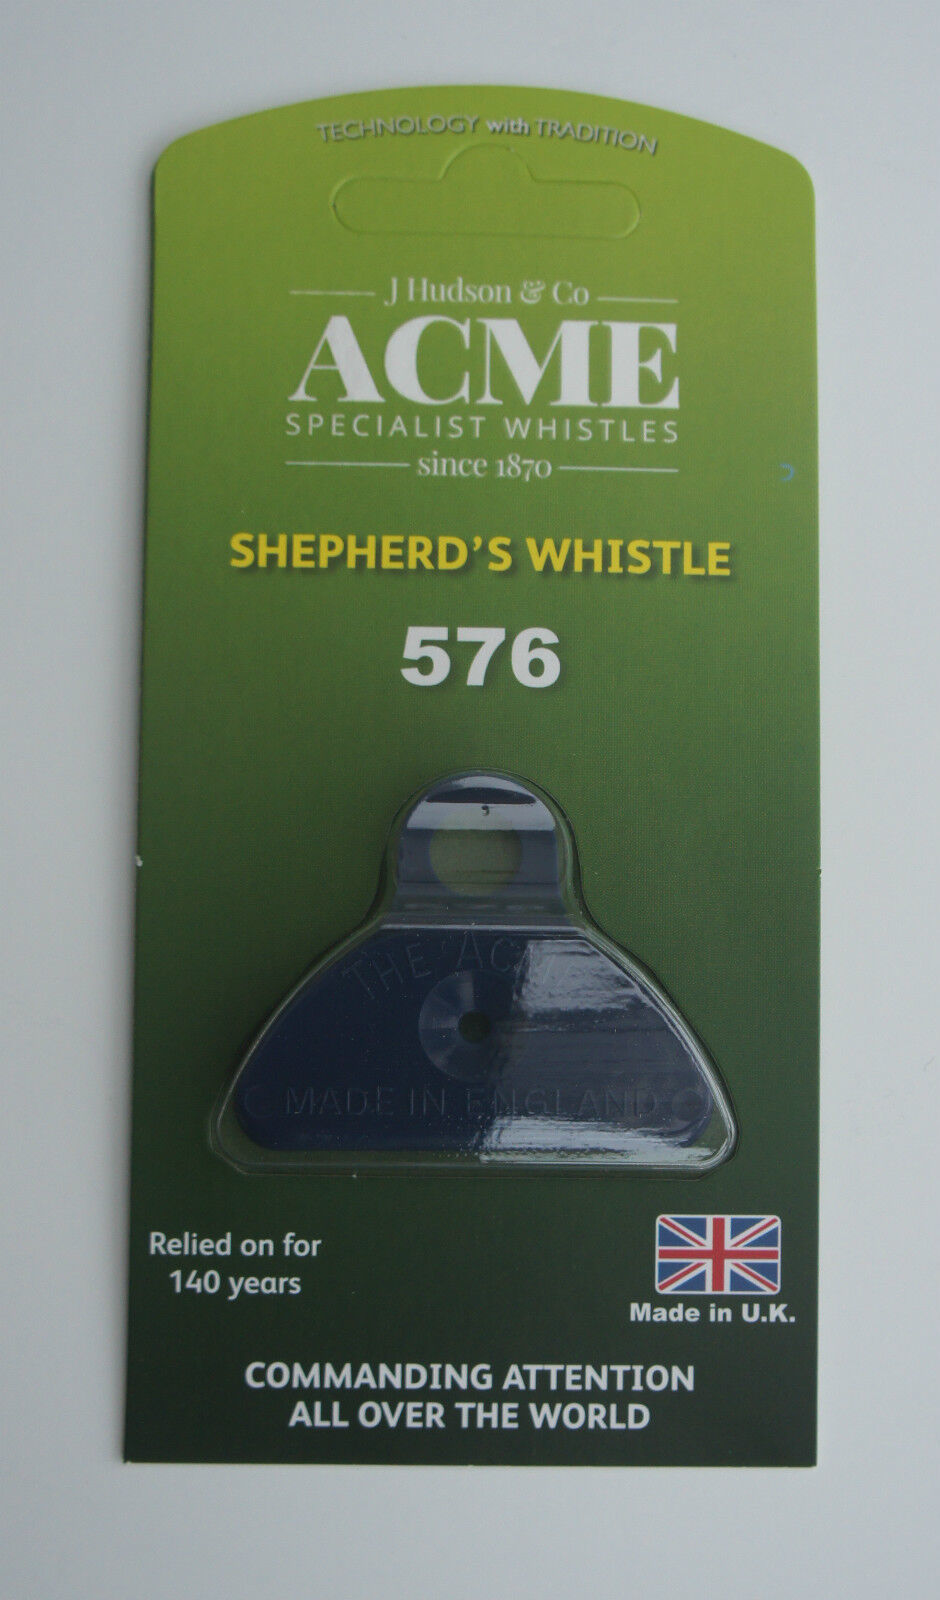 TECHNOLOGY with TRADITION
J Hudson & Co
ACME
SPECIALIST WHISTLES
since 1870
SHEPHERD'S WHISTLE
576
THE ACME
MADE IN ENGLAND
Relied on for
140 years
Made in U.K.
COMMANDING ATTENTION
ALL OVER THE WORLD